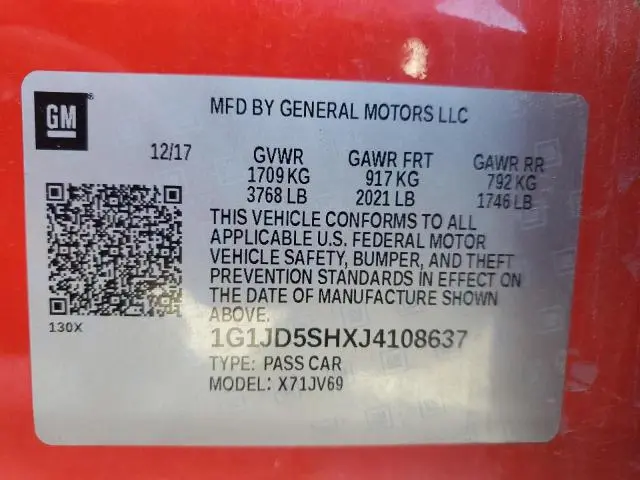 GM
MFD BY GENERAL MOTORS LLC
12/17
GVWR GAWR FRT GAWR RR
1709 KG 917 KG 792 KG
3768 LB 2021 LB 1746 LB
THIS VEHICLE CONFORMS TO ALL
APPLICABLE U.S. FEDERAL MOTOR
VEHICLE SAFETY, BUMPER, AND THEFT
PREVENTION STANDARDS IN EFFECT ON
THE DATE OF MANUFACTURE SHOWN
ABOVE.
130X
1G1JD5SHXJ4108637
TYPE: PASS CAR
MODEL: X71JV69